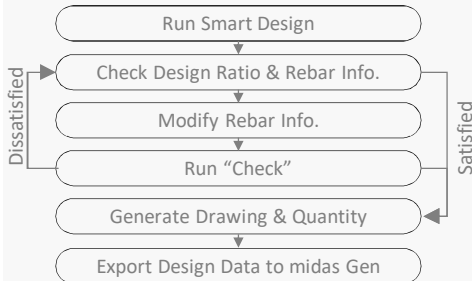 Run Smart Design
Check Design Ratio & Rebar Info.
Modify Rebar Info.
Run “Check”
Generate Drawing & Quantity
Export Design Data to midas Gen
Dissatisfied
Satisfied